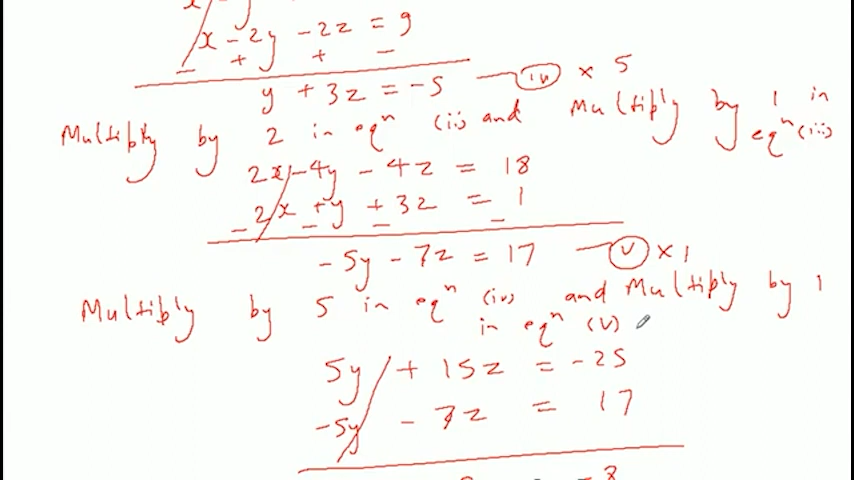 x - 2y - 2z = 9
- + + -
y + 3z = -5 — (iv) × 5
Multiply by 2 in eqⁿ (ii) and Multiply by 1 in eqⁿ (iii)
2x - 4y - 4z = 18
2x + y + 3z = 1
- - - -
-5y - 7z = 17 — (v) × 1
Multiply by 5 in eqⁿ (iv) and Multiply by 1
in eqⁿ (v)
5y + 15z = -25
-5y - 7z = 17